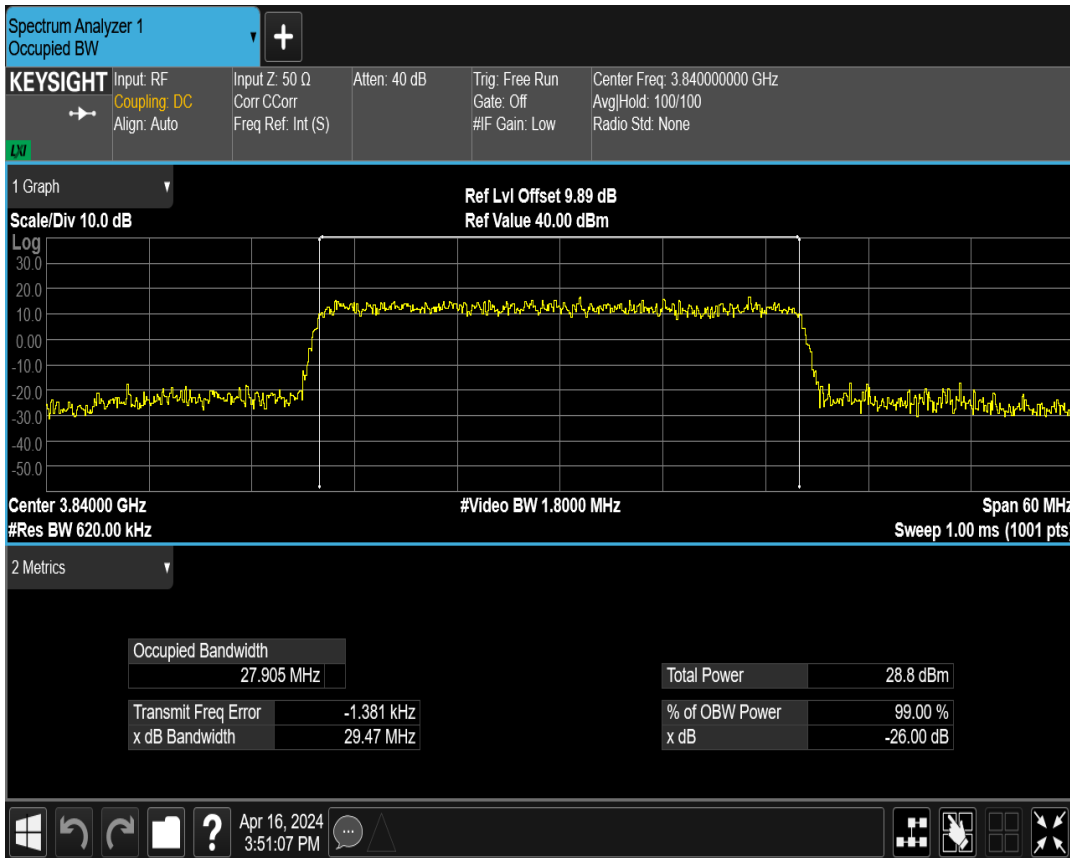 Spectrum Analyzer 1
Occupied BW
+
KEYSIGHT
LXI
Input: RF
Coupling: DC
Align: Auto
Input Z: 50 Ω
Corr CCorr
Freq Ref: Int (S)
Atten: 40 dB
Trig: Free Run
Gate: Off
#IF Gain: Low
Center Freq: 3.840000000 GHz
Avg|Hold: 100/100
Radio Std: None
1 Graph
Scale/Div 10.0 dB
Ref Lvl Offset 9.89 dB
Ref Value 40.00 dBm
Log
30.0
20.0
10.0
0.00
-10.0
-20.0
-30.0
-40.0
-50.0
Center 3.84000 GHz
#Video BW 1.8000 MHz
Span 60 MHz
#Res BW 620.00 kHz
Sweep 1.00 ms (1001 pts)
2 Metrics
Occupied Bandwidth
27.905 MHz
Transmit Freq Error -1.381 kHz
x dB Bandwidth 29.47 MHz
Total Power 28.8 dBm
% of OBW Power 99.00 %
x dB -26.00 dB
?
Apr 16, 2024
3:51:07 PM